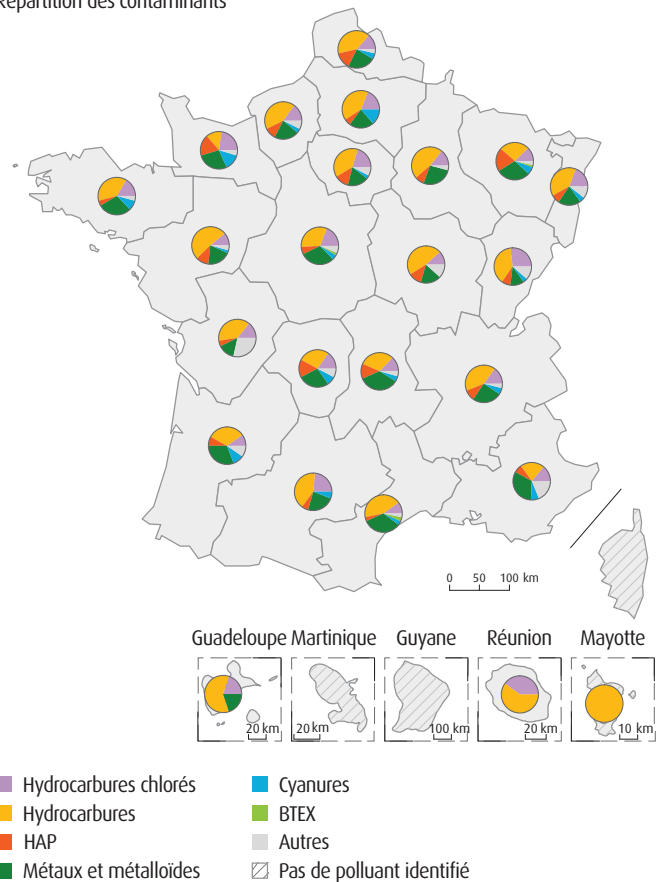 Répartition des contaminants
0 50 100 km
Guadeloupe Martinique Guyane Réunion Mayotte
20 km 20 km 100 km 20 km 10 km
Hydrocarbures chlorés
Hydrocarbures
HAP
Métaux et métalloïdes
Cyanures
BTEX
Autres
Pas de polluant identifié